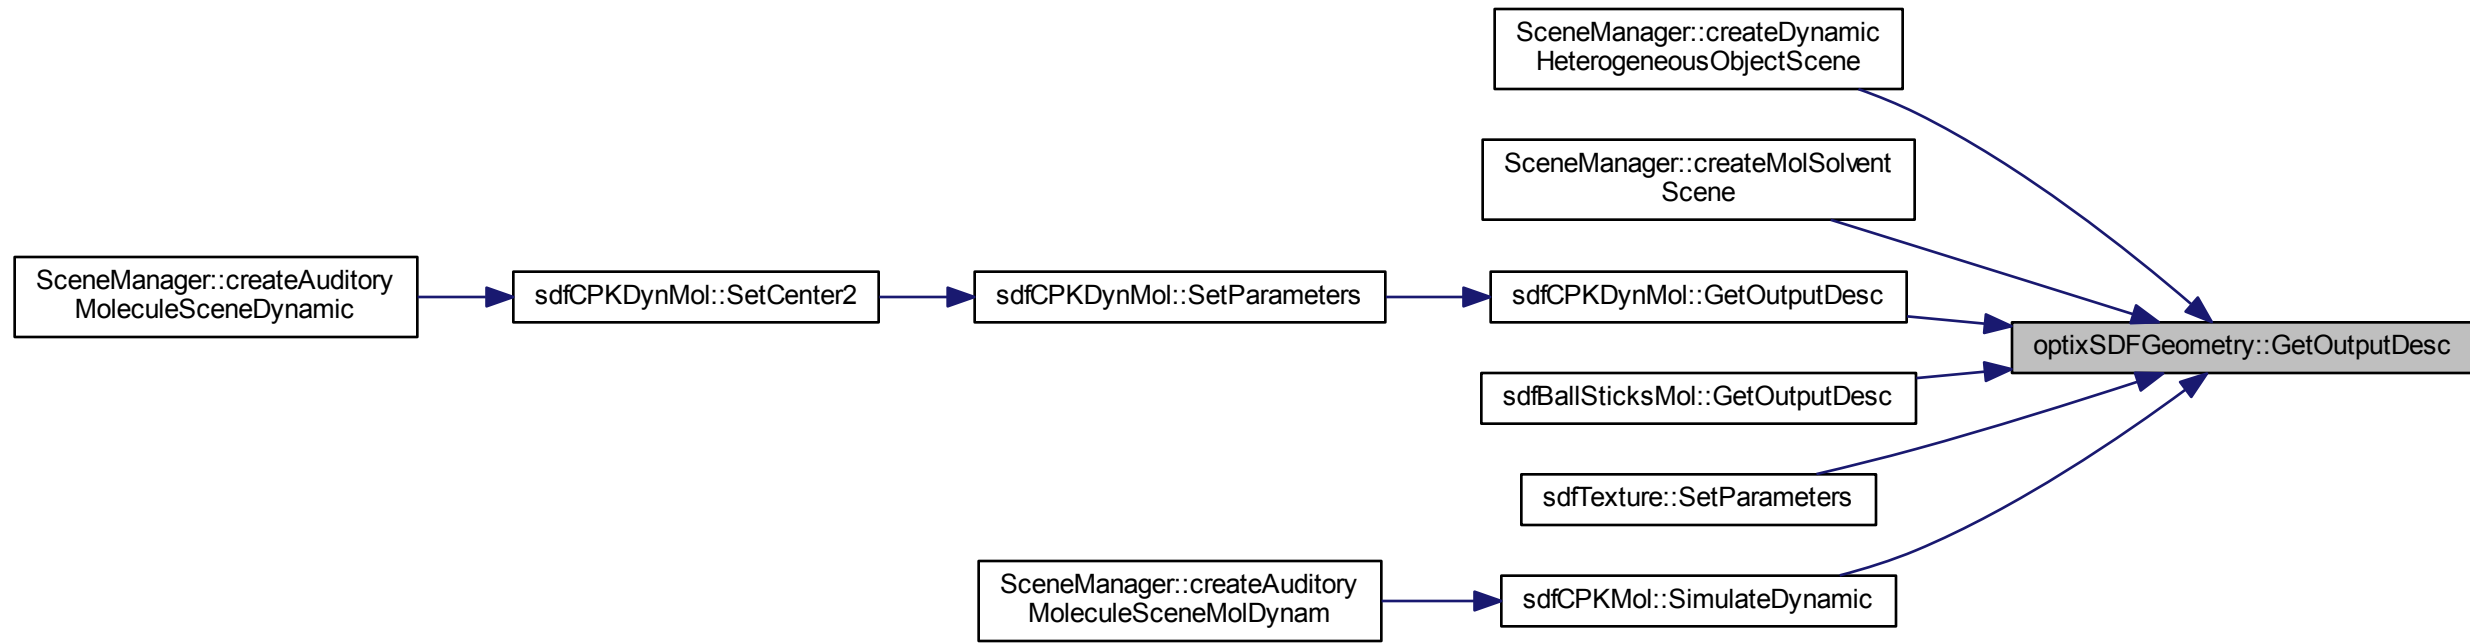 SceneManager::createDynamic
HeterogeneousObjectScene
SceneManager::createMolSolvent
Scene
SceneManager::createAuditory
MoleculeSceneDynamic
sdfCPKDynMol::SetCenter2
sdfCPKDynMol::SetParameters
sdfCPKDynMol::GetOutputDesc
optixSDFGeometry::GetOutputDesc
sdfBallSticksMol::GetOutputDesc
sdfTexture::SetParameters
SceneManager::createAuditory
MoleculeSceneMolDynam
sdfCPKMol::SimulateDynamic